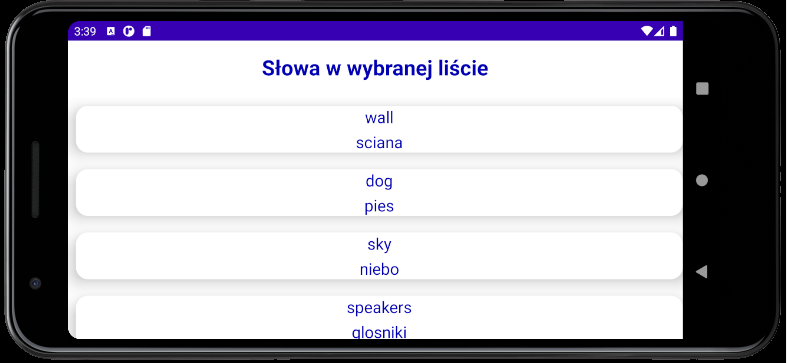 3:39
Słowa w wybranej liście
wall
sciana
dog
pies
sky
niebo
speakers
glosniki